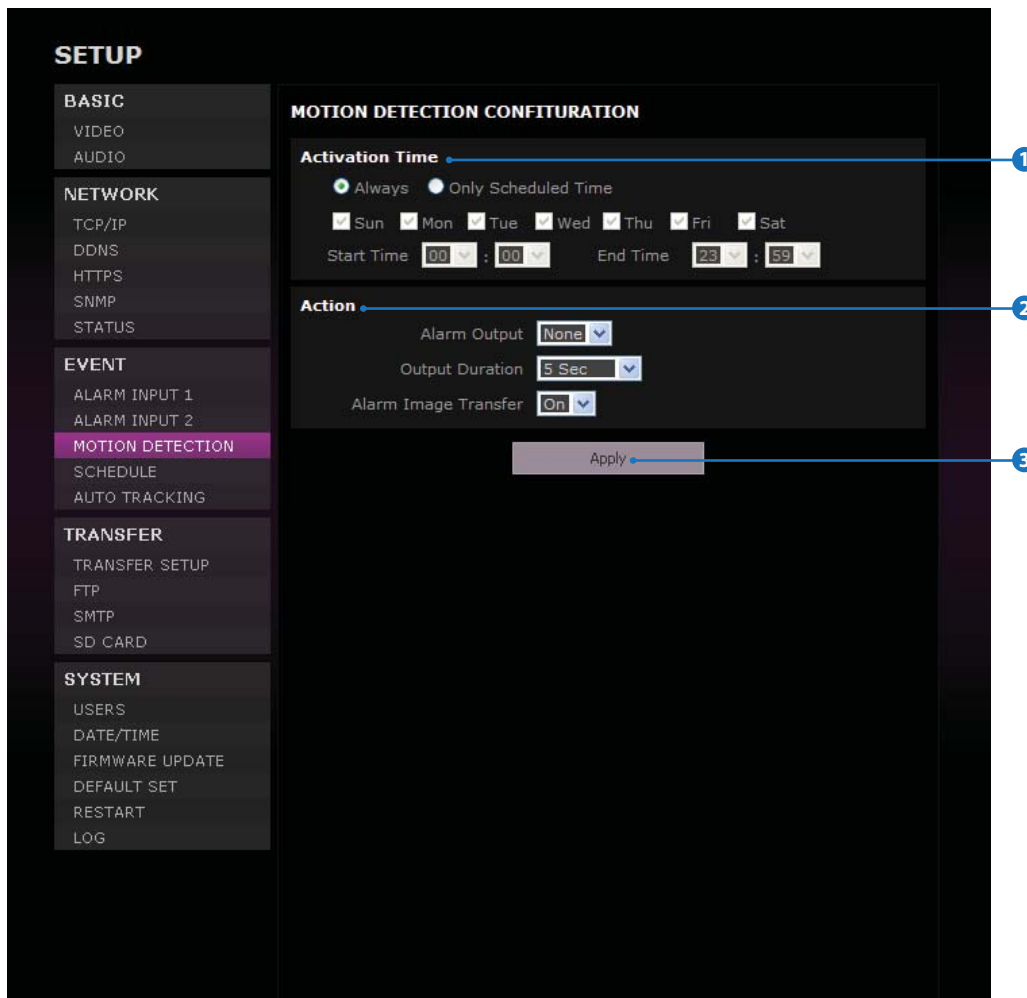 SETUP
BASIC
VIDEO
AUDIO
NETWORK
TCP/IP
DDNS
HTTPS
SNMP
STATUS
EVENT
ALARM INPUT 1
ALARM INPUT 2
MOTION DETECTION
SCHEDULE
AUTO TRACKING
TRANSFER
TRANSFER SETUP
FTP
SMTP
SD CARD
SYSTEM
USERS
DATE/TIME
FIRMWARE UPDATE
DEFAULT SET
RESTART
LOG
MOTION DETECTION CONFITURATION
Activation Time 1
Always Only Scheduled Time
Sun Mon Tue Wed Thu Fri Sat
Start Time 00 : 00 End Time 23 : 59
Action 2
Alarm Output None
Output Duration 5 Sec
Alarm Image Transfer On
Apply 3